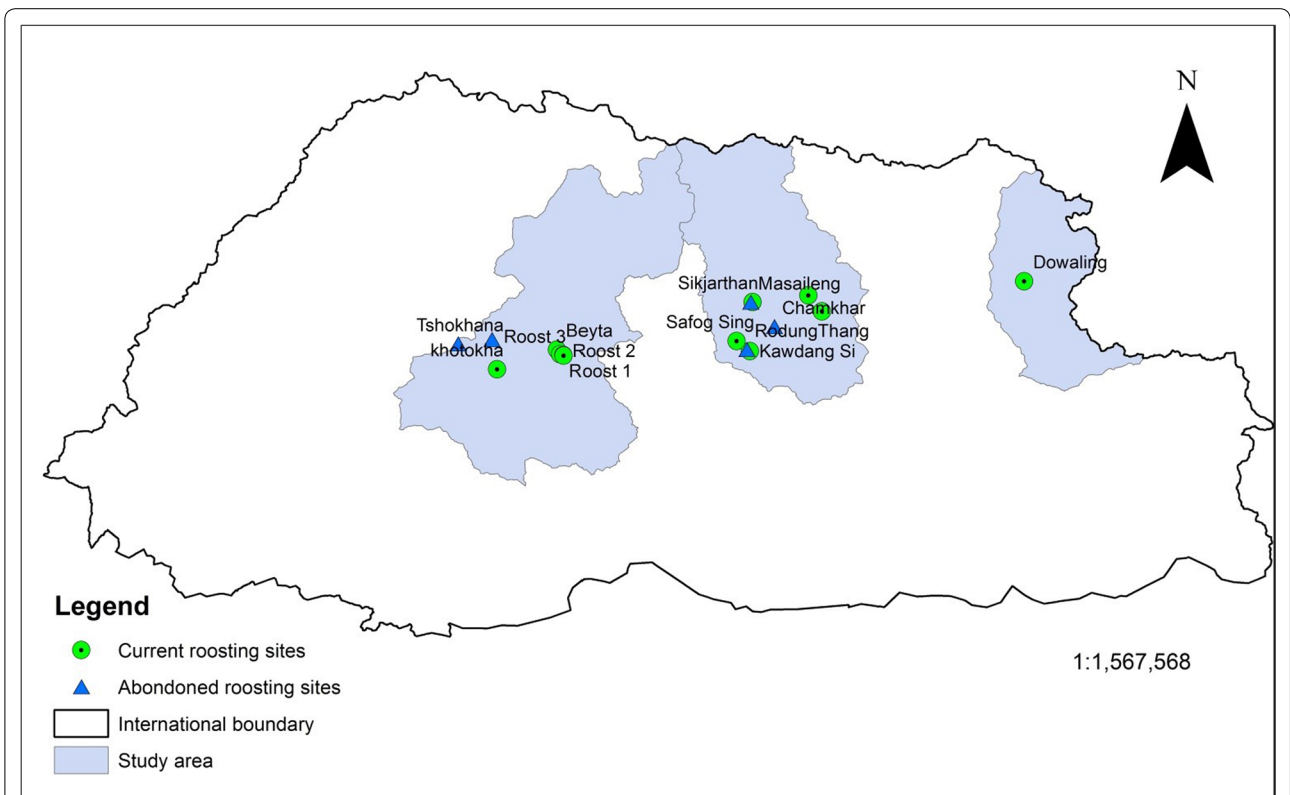 N
Dowaling
SikjarthanMasaileng
Chamkhar
Safog Sing
RodungThang
Kawdang Si
Tshokhana
Roost 3
Beyta
khotokha
Roost 2
Roost 1
Legend
Current roosting sites
Abondoned roosting sites
International boundary
Study area
1:1,567,568